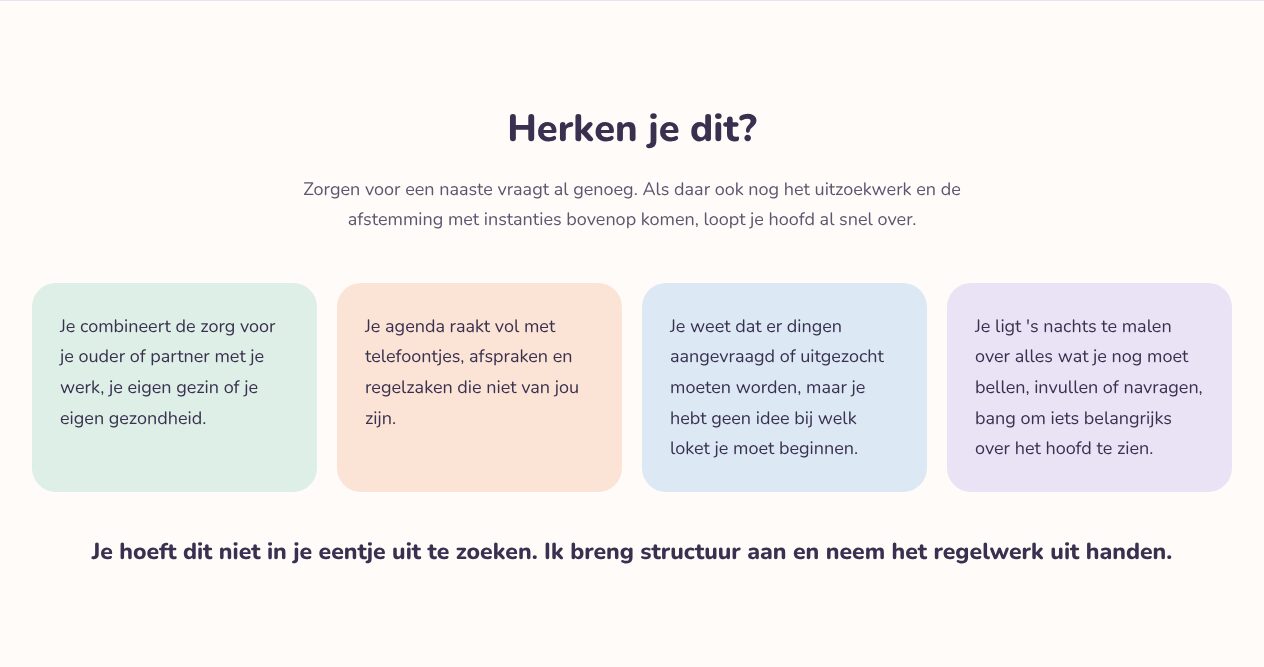 Herken je dit?
Zorgen voor een naaste vraagt al genoeg. Als daar ook nog het uitzoekwerk en de
afstemming met instanties bovenop komen, loopt je hoofd al snel over.
Je combineert de zorg voor
je ouder of partner met je
werk, je eigen gezin of je
eigen gezondheid.
Je agenda raakt vol met
telefoontjes, afspraken en
regelzaken die niet van jou
zijn.
Je weet dat er dingen
aangevraagd of uitgezocht
moeten worden, maar je
hebt geen idee bij welk
loket je moet beginnen.
Je ligt 's nachts te malen
over alles wat je nog moet
bellen, invullen of navragen,
bang om iets belangrijks
over het hoofd te zien.
Je hoeft dit niet in je eentje uit te zoeken. Ik breng structuur aan en neem het regelwerk uit handen.